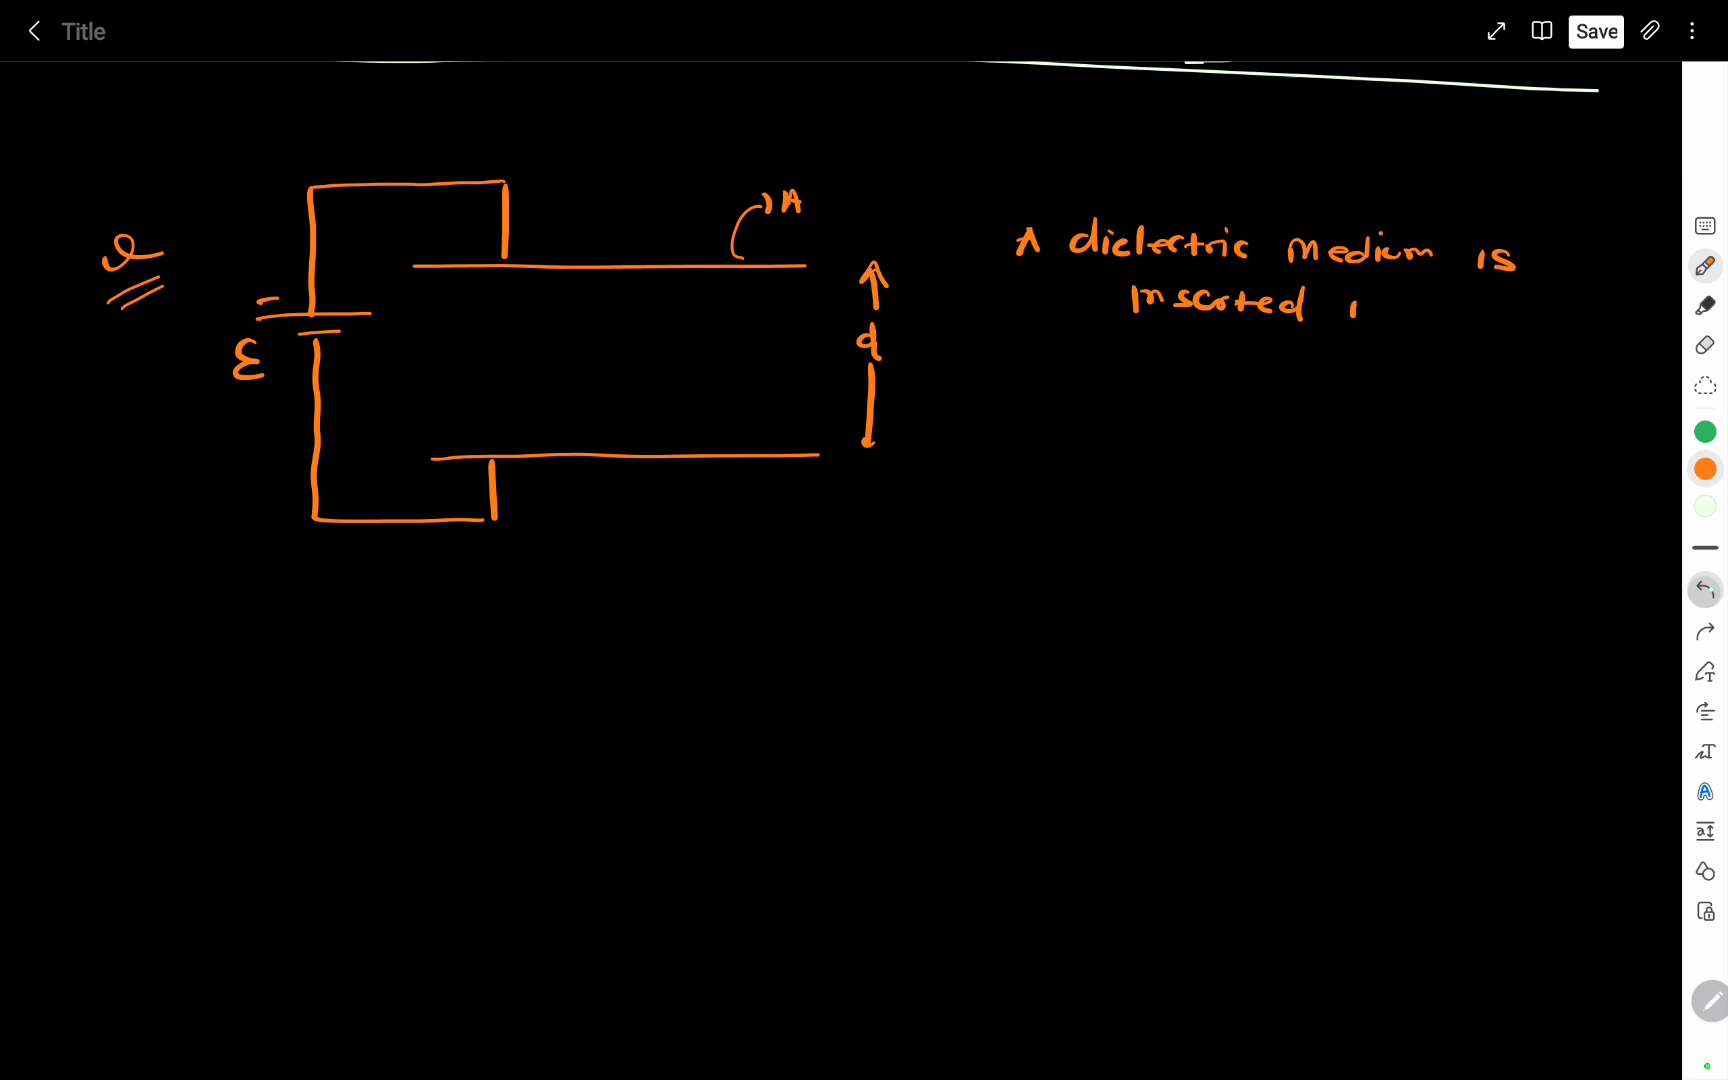 Title
Save
A
A dielectric medium is
Inserted
d
ε